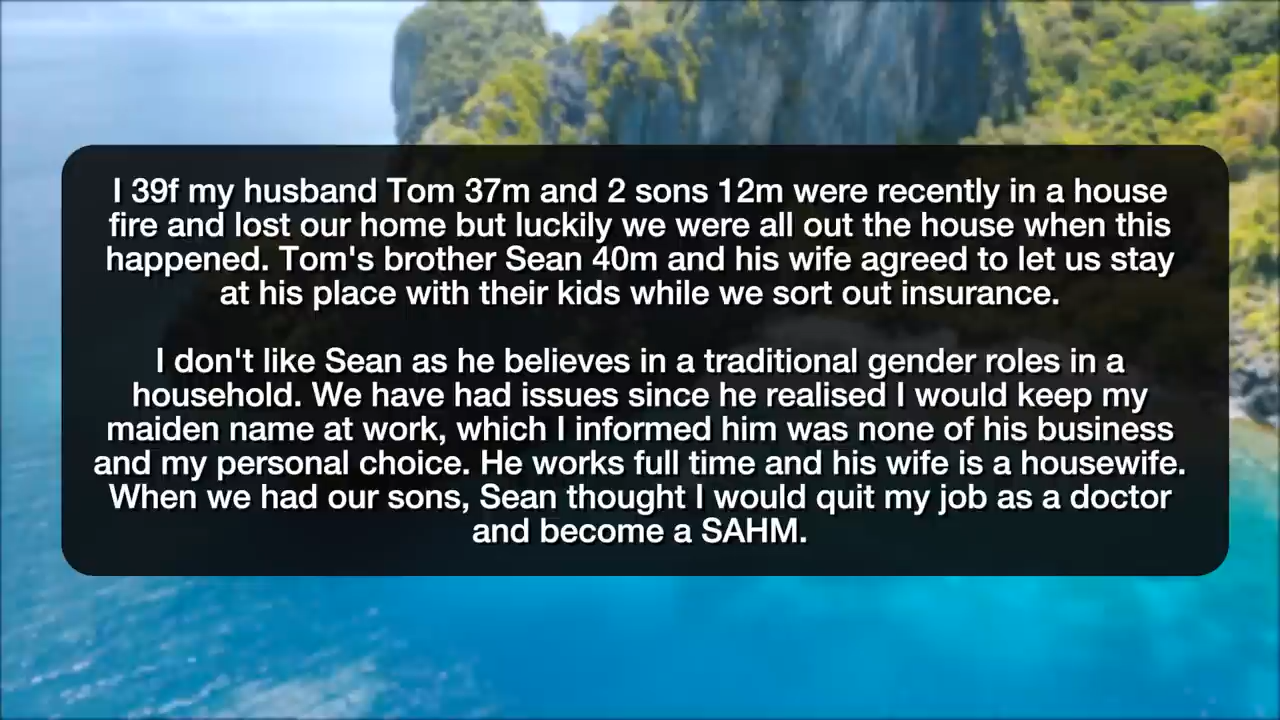 I 39f my husband Tom 37m and 2 sons 12m were recently in a house
fire and lost our home but luckily we were all out the house when this
happened. Tom's brother Sean 40m and his wife agreed to let us stay
at his place with their kids while we sort out insurance.
I don't like Sean as he believes in a traditional gender roles in a
household. We have had issues since he realised I would keep my
maiden name at work, which I informed him was none of his business
and my personal choice. He works full time and his wife is a housewife.
When we had our sons, Sean thought I would quit my job as a doctor
and become a SAHM.